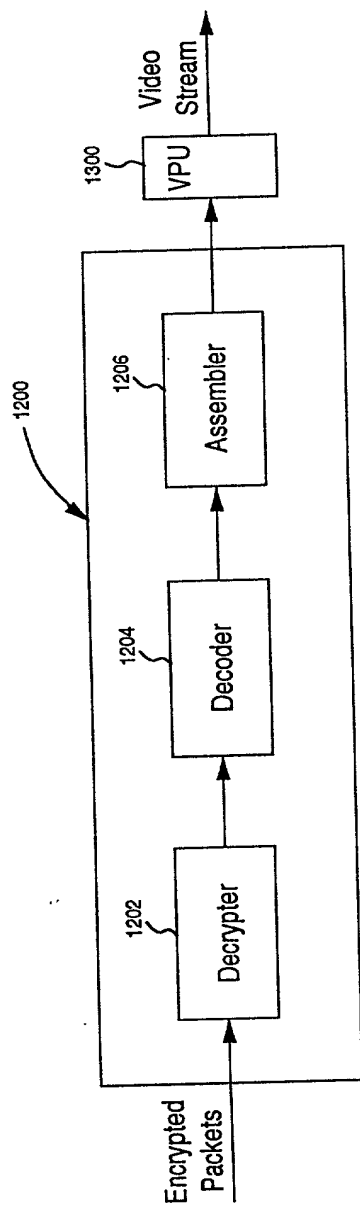 Encrypted
Packets
1200
1202
Decrypter
1204
Decoder
1206
Assembler
1300
VPU
Video
Stream